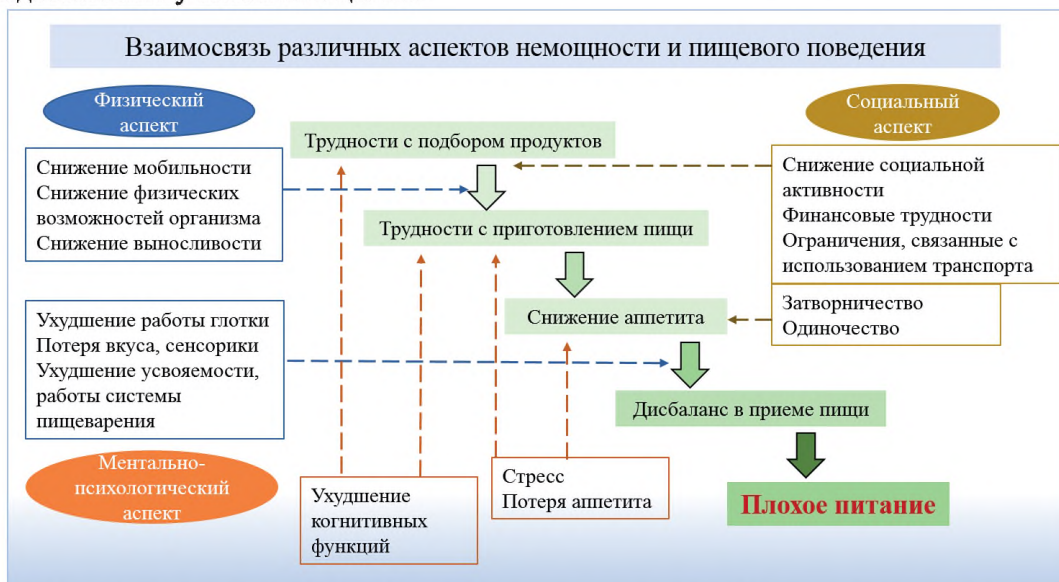 Взаимосвязь различных аспектов немощности и пищевого поведения
Физический
аспект
Социальный
аспект
Трудности с подбором продуктов
Снижение мобильности
Снижение физических
возможностей организма
Снижение выносливости
Снижение социальной
активности
Финансовые трудности
Ограничения, связанные с
использованием транспорта
Трудности с приготовлением пищи
Затворничество
Одиночество
Снижение аппетита
Ухудшение работы глотки
Потеря вкуса, сенсорики
Ухудшение усвояемости,
работы системы
пищеварения
Дисбаланс в приеме пищи
Ментально-
психологический
аспект
Ухудшение
когнитивных
функций
Стресс
Потеря аппетита
Плохое питание